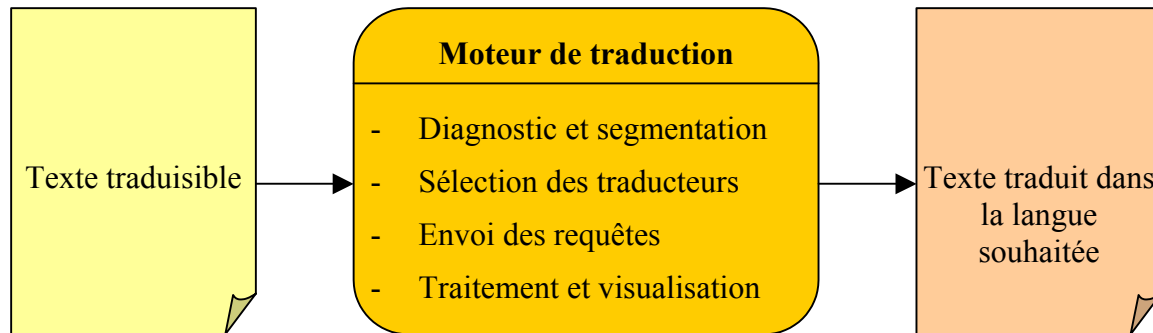 Texte traduisible
Moteur de traduction
- Diagnostic et segmentation
- Sélection des traducteurs
- Envoi des requêtes
- Traitement et visualisation
Texte traduit dans
la langue
souhaitée